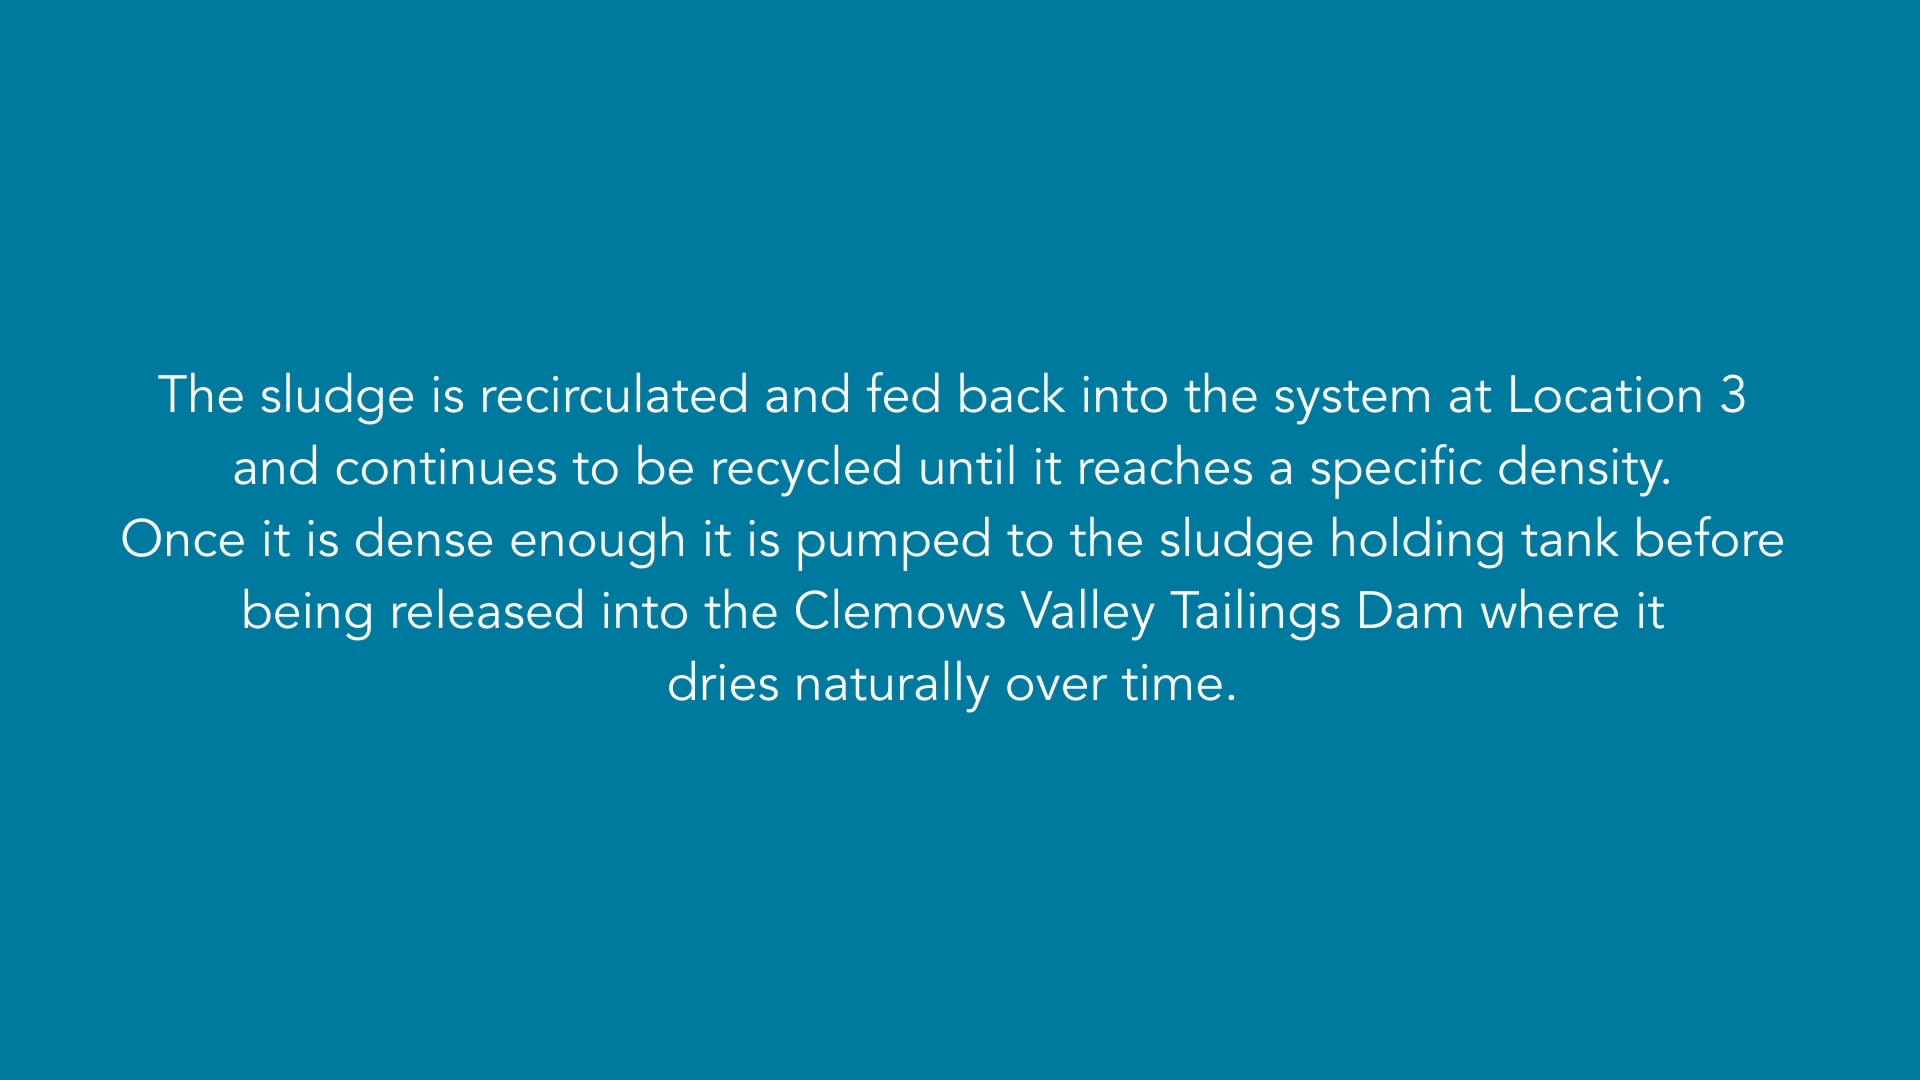 The sludge is recirculated and fed back into the system at Location 3
and continues to be recycled until it reaches a specific density.
Once it is dense enough it is pumped to the sludge holding tank before
being released into the Clemows Valley Tailings Dam where it
dries naturally over time.